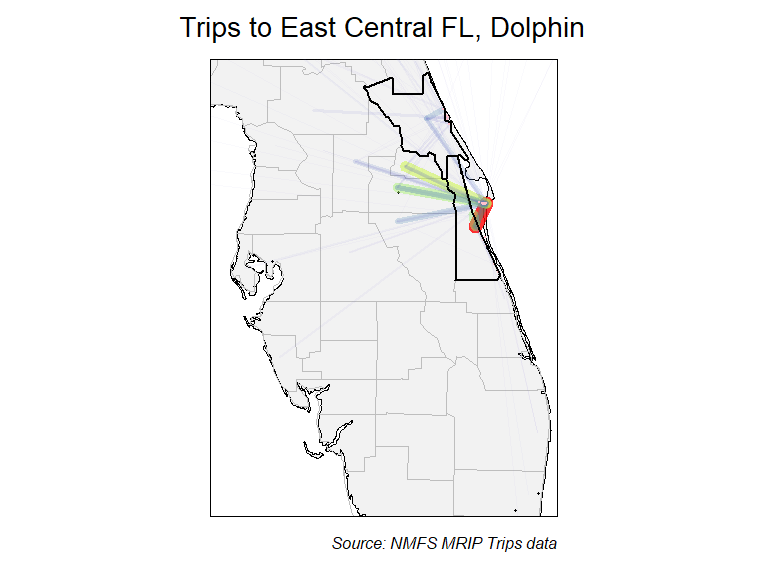 Trips to East Central FL, Dolphin
Source: NMFS MRIP Trips data